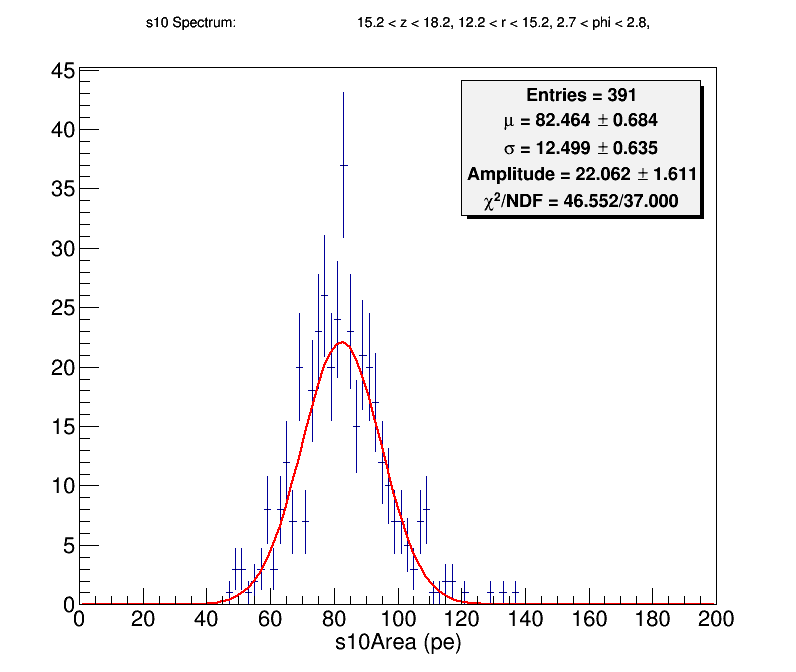 s10 Spectrum: 15.2 < z < 18.2, 12.2 < r < 15.2, 2.7 < phi < 2.8,
Entries = 391
μ = 82.464 ± 0.684
σ = 12.499 ± 0.635
Amplitude = 22.062 ± 1.611
χ²/NDF = 46.552/37.000
45
40
35
30
25
20
15
10
5
0
0 20 40 60 80 100 120 140 160 180 200
s10Area (pe)